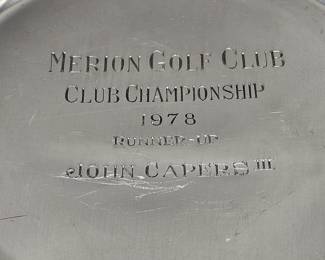 MERION GOLF CLUB
CLUB CHAMPIONSHIP
1978
RUNNER-UP
JOHN CAPERS III